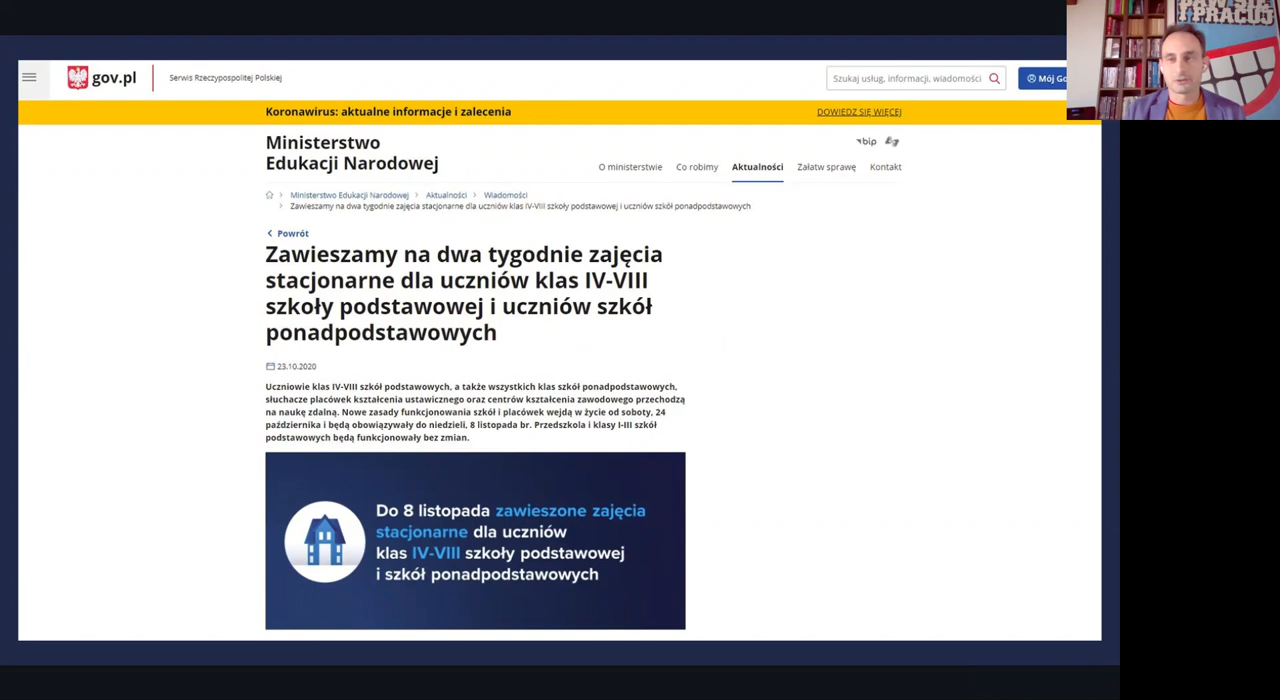 PAW SIĘ
I PRACUJ
gov.pl
Serwis Rzeczypospolitej Polskiej
Szukaj usług, informacji, wiadomości
Mój Go
Koronawirus: aktualne informacje i zalecenia
DOWIEDZ SIĘ WIĘCEJ
Ministerstwo
Edukacji Narodowej
bip
O ministerstwie Co robimy Aktualności Załatw sprawę Kontakt
Ministerstwo Edukacji Narodowej > Aktualności > Wiadomości
> Zawieszamy na dwa tygodnie zajęcia stacjonarne dla uczniów klas IV-VIII szkoły podstawowej i uczniów szkół ponadpodstawowych
Powrót
Zawieszamy na dwa tygodnie zajęcia
stacjonarne dla uczniów klas IV-VIII
szkoły podstawowej i uczniów szkół
ponadpodstawowych
23.10.2020
Uczniowie klas IV-VIII szkół podstawowych, a także wszystkich klas szkół ponadpodstawowych,
słuchacze placówek kształcenia ustawicznego oraz centrów kształcenia zawodowego przechodzą
na naukę zdalną. Nowe zasady funkcjonowania szkół i placówek wejdą w życie od soboty, 24
października i będą obowiązywały do niedzieli, 8 listopada br. Przedszkola i klasy I-III szkół
podstawowych będą funkcjonowały bez zmian.
Do 8 listopada zawieszone zajęcia
stacjonarne dla uczniów
klas IV-VIII szkoły podstawowej
i szkół ponadpodstawowych